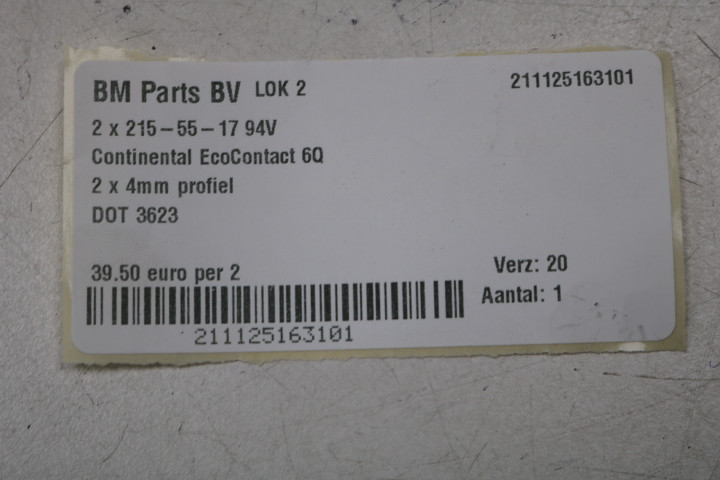 BM Parts BV LOK 2 211125163101
2 x 215-55-17 94V
Continental EcoContact 6Q
2 x 4mm profiel
DOT 3623
39.50 euro per 2
Verz: 20
Aantal: 1
211125163101